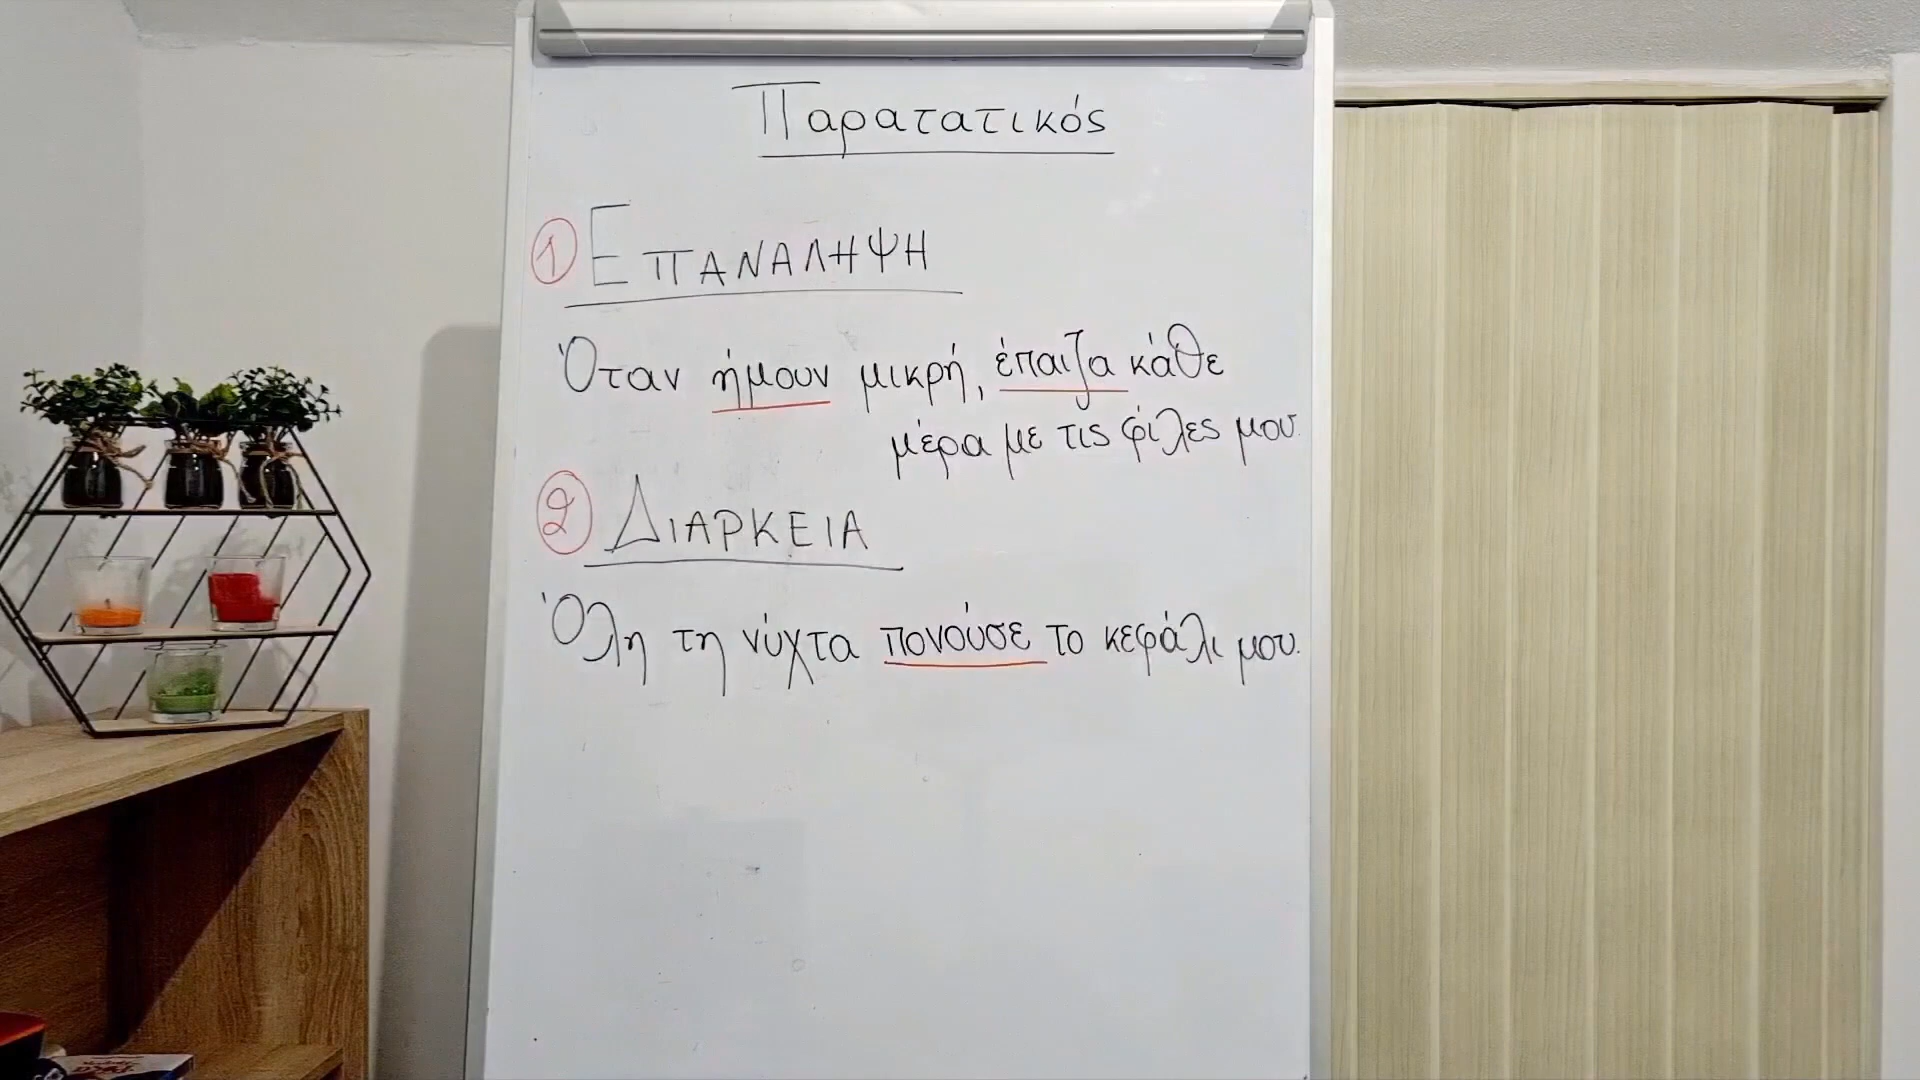 Παρατατικός
1 ΕΠΑΝΑΛΗΨΗ
Όταν ήμουν μικρή, έπαιζα κάθε
μέρα με τις φίλες μου.
2 ΔΙΑΡΚΕΙΑ
Όλη τη νύχτα πονούσε το κεφάλι μου.